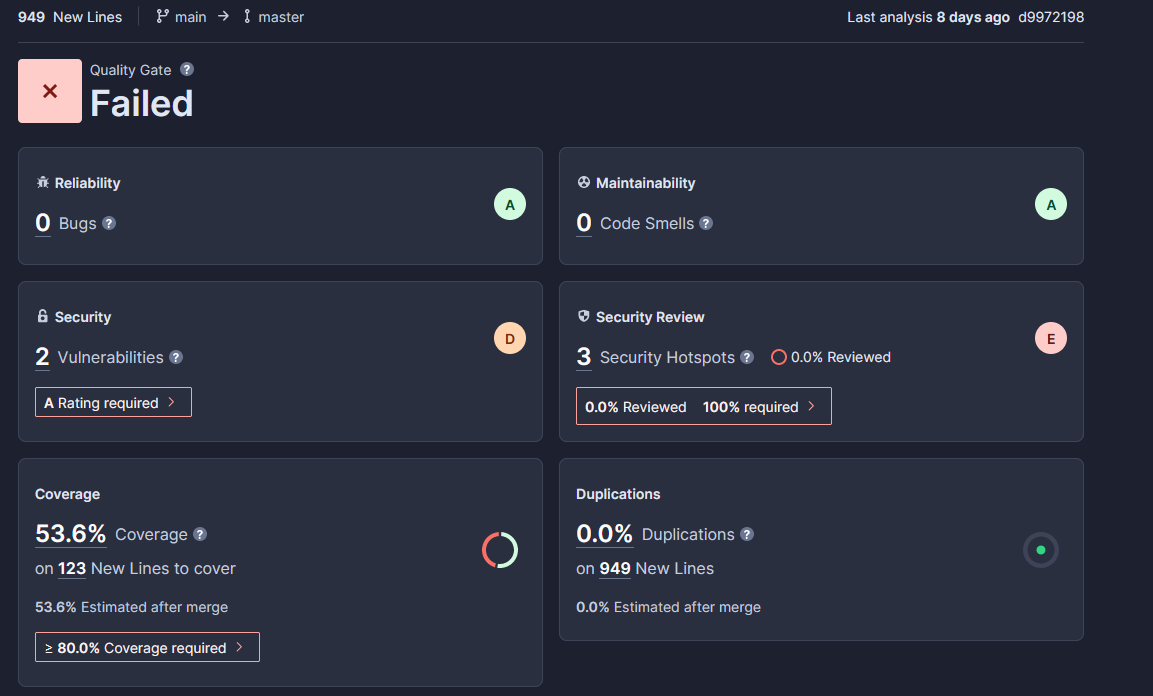 949 New Lines main → master Last analysis 8 days ago d9972198
Quality Gate ?
Failed
Reliability
0 Bugs ?
A
Maintainability
0 Code Smells ?
A
Security
2 Vulnerabilities ?
D
A Rating required >
Security Review
3 Security Hotspots ? 0.0% Reviewed
E
0.0% Reviewed 100% required >
Coverage
53.6% Coverage ?
on 123 New Lines to cover
53.6% Estimated after merge
≥ 80.0% Coverage required >
Duplications
0.0% Duplications ?
on 949 New Lines
0.0% Estimated after merge